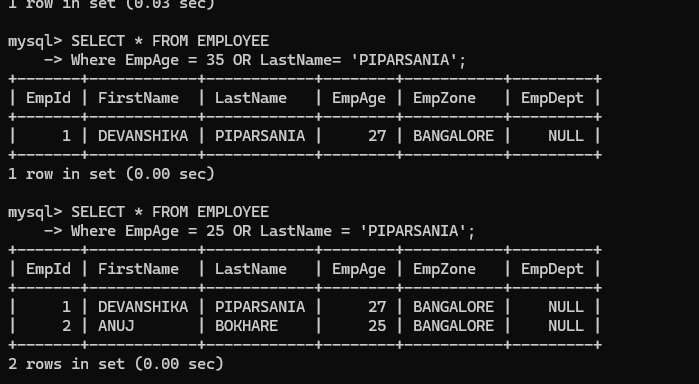 1 row in set (0.03 sec)
mysql> SELECT * FROM EMPLOYEE
    -> Where EmpAge = 35 OR LastName= 'PIPARSANIA';
+-------+------------+------------+--------+-----------+---------+
| EmpId | FirstName  | LastName   | EmpAge | EmpZone   | EmpDept |
+-------+------------+------------+--------+-----------+---------+
|     1 | DEVANSHIKA | PIPARSANIA |     27 | BANGALORE |    NULL |
+-------+------------+------------+--------+-----------+---------+
1 row in set (0.00 sec)
mysql> SELECT * FROM EMPLOYEE
    -> Where EmpAge = 25 OR LastName = 'PIPARSANIA';
+-------+------------+------------+--------+-----------+---------+
| EmpId | FirstName  | LastName   | EmpAge | EmpZone   | EmpDept |
+-------+------------+------------+--------+-----------+---------+
|     1 | DEVANSHIKA | PIPARSANIA |     27 | BANGALORE |    NULL |
|     2 | ANUJ       | BOKHARE    |     25 | BANGALORE |    NULL |
+-------+------------+------------+--------+-----------+---------+
2 rows in set (0.00 sec)